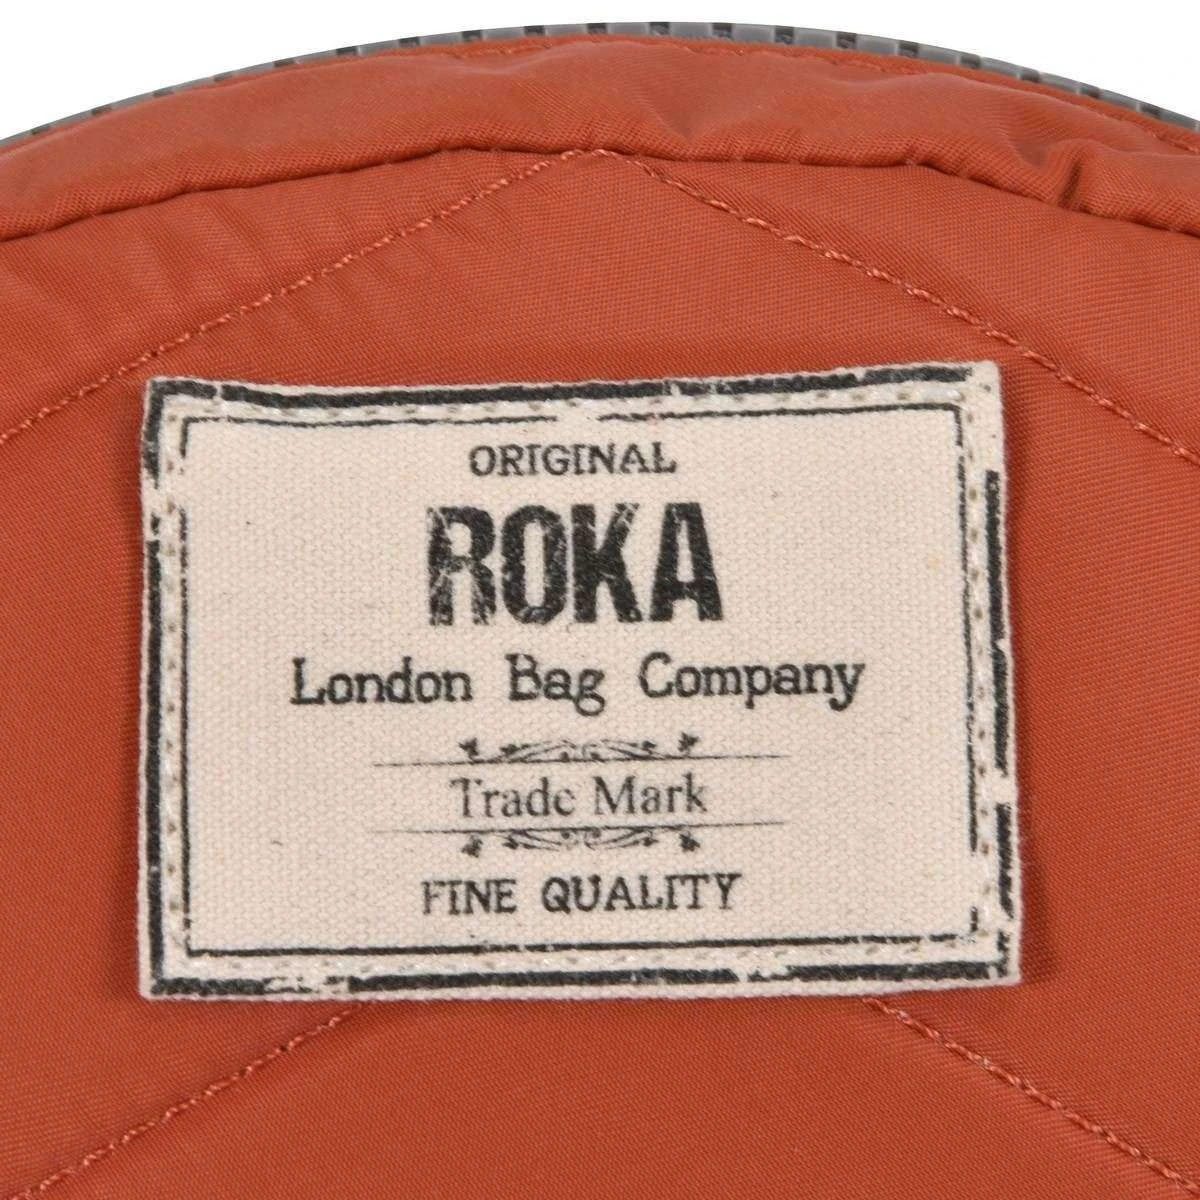 ORIGINAL
ROKA
London Bag Company
Trade Mark
FINE QUALITY